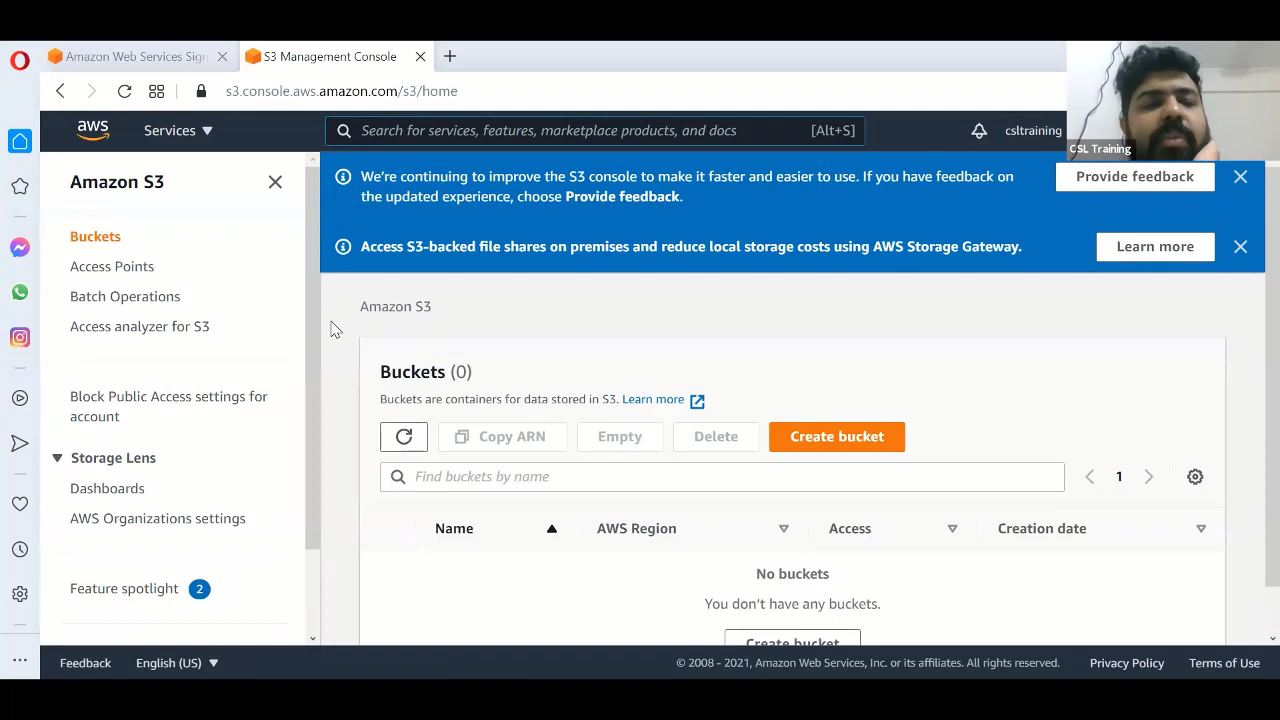 Amazon Web Services Sig
S3 Management Console
s3.console.aws.amazon.com/s3/home
aws
Services
Search for services, features, marketplace products, and docs
[Alt+S]
csltraining
CSL Training
Amazon S3
Buckets
Access Points
Batch Operations
Access analyzer for S3
Block Public Access settings for
account
Storage Lens
Dashboards
AWS Organizations settings
Feature spotlight
2
We're continuing to improve the S3 console to make it faster and easier to use. If you have feedback on
the updated experience, choose Provide feedback.
Provide feedback
Access S3-backed file shares on premises and reduce local storage costs using AWS Storage Gateway.
Learn more
Amazon S3
Buckets (0)
Buckets are containers for data stored in S3. Learn more
Copy ARN
Empty
Delete
Create bucket
Find buckets by name
1
Name
AWS Region
Access
Creation date
No buckets
You don't have any buckets.
Create bucket
Feedback
English (US)
© 2008 - 2021, Amazon Web Services, Inc. or its affiliates. All rights reserved.
Privacy Policy
Terms of Use